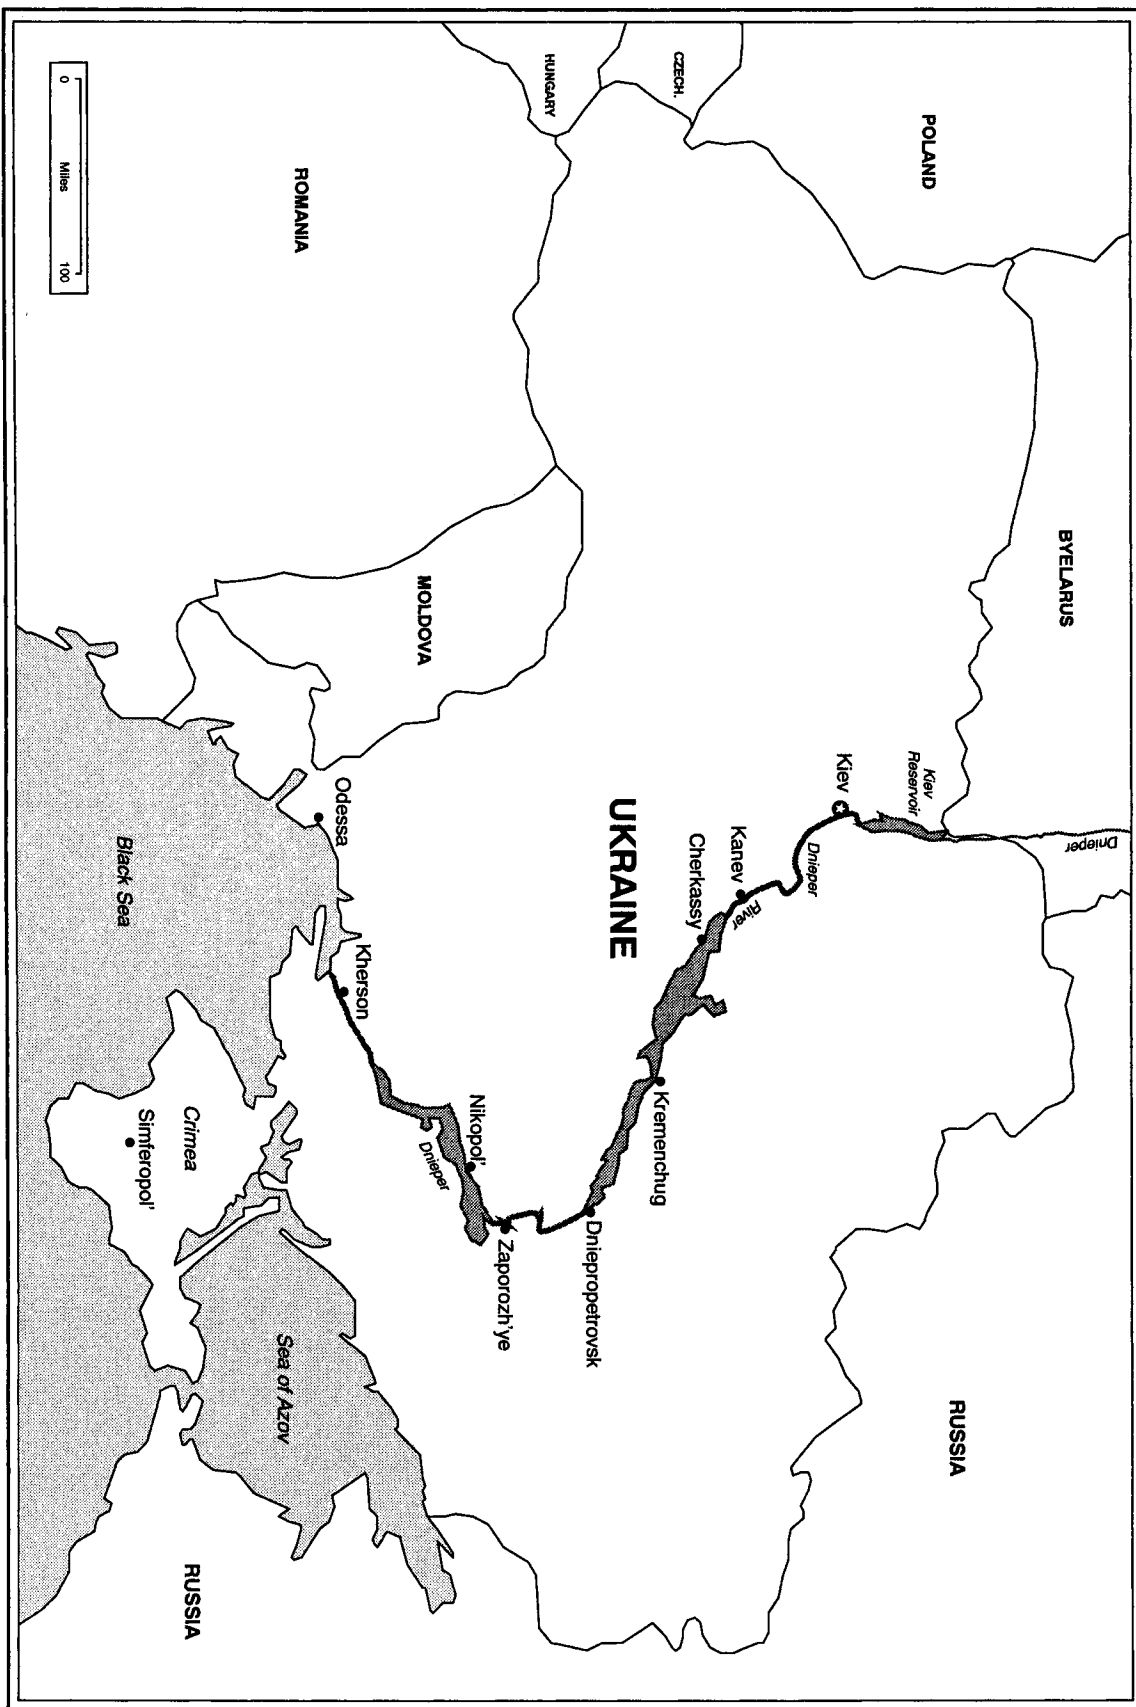 POLAND
BYELARUS
CZECH.
HUNGARY
RUSSIA
Dnieper
Kiev
Reservoir
Kiev
Dnieper
River
Kanev
Cherkassy
UKRAINE
Kremenchug
Dniepropetrovsk
Zaporozh'ye
Nikopol'
Dnieper
ROMANIA
MOLDOVA
Odessa
Kherson
Sea of Azov
Black Sea
Crimea
Simferopol'
RUSSIA
0 Miles 100